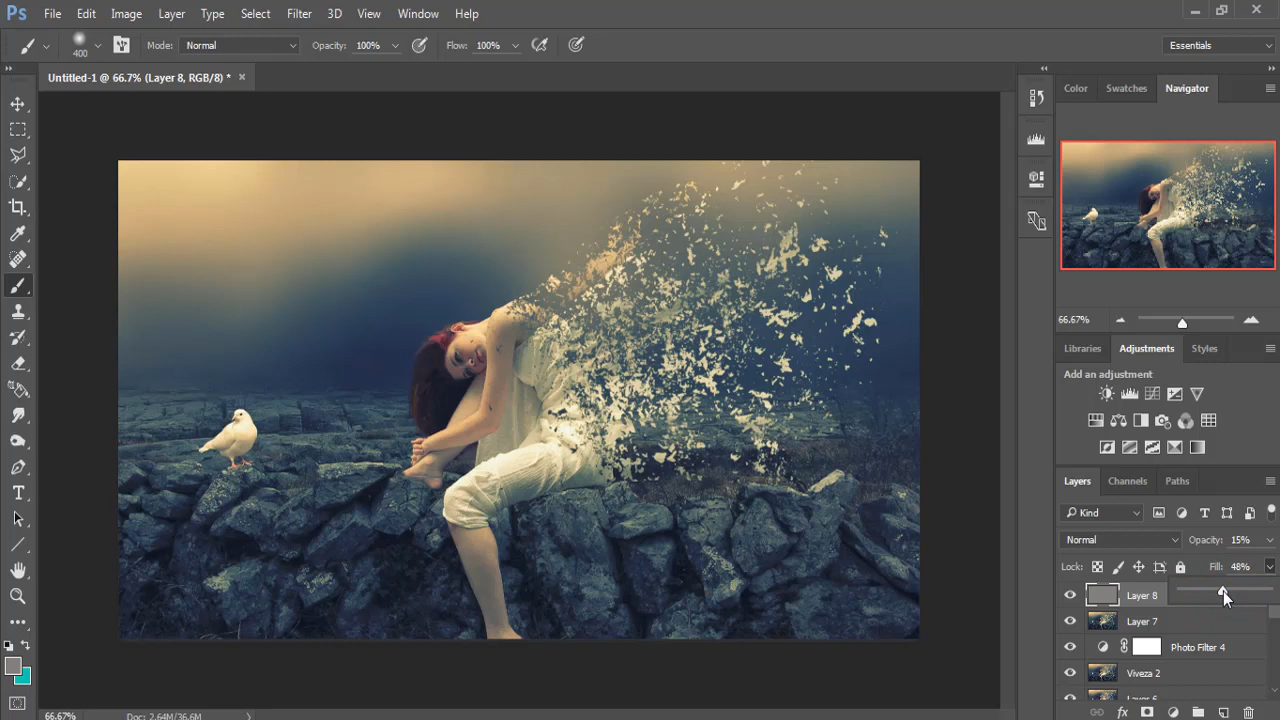 Ps File Edit Image Layer Type Select Filter 3D View Window Help
400 Mode: Normal Opacity: 100% Flow: 100% Essentials
Untitled-1 @ 66.7% (Layer 8, RGB/8) *
Color Swatches Navigator
66.67%
Libraries Adjustments Styles
Add an adjustment
Layers Channels Paths
Kind
Normal Opacity: 15%
Lock: Fill: 48%
Layer 8
Layer 7
Photo Filter 4
Viveza 2
Layer 6
66.67% Doc: 2.64M/36.6M